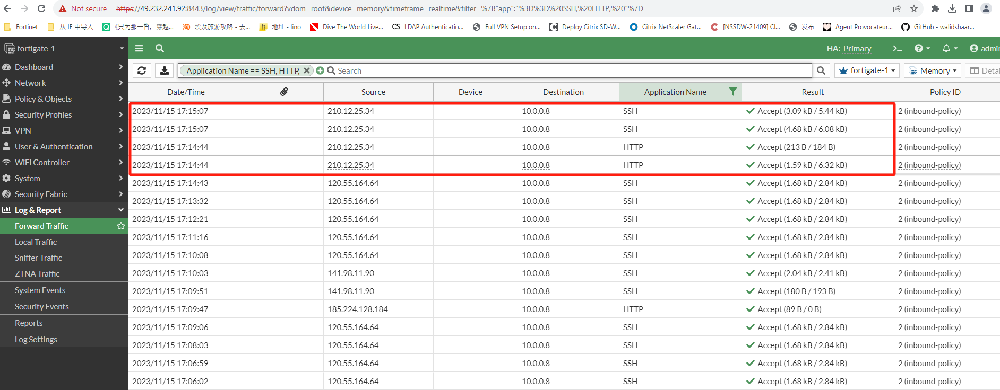 Not secure https://49.232.241.92:8443/log/view/traffic/forward?vdom=root&device=memory&timeframe=realtime&filter=%7B"app":"%3D%3D%20SSH,%20HTTP,%20"%7D
Fortinet 从 IE 中导入 《只为那一瞥，穿越... 埃及旅游攻略 - 去... 地址 - lino Dive The World Live... CS LDAP Authenticatio... Full VPN Setup on... Deploy Citrix SD-W... Citrix NetScaler Gat... [NSSDW-21409] Cl... 发布 Agent Provocateur... GitHub - walidshaar...
fortigate-1 HA: Primary admin
Dashboard
Network
Policy & Objects
Security Profiles
VPN
User & Authentication
WiFi Controller
System
Security Fabric
Log & Report
Forward Traffic
Local Traffic
Sniffer Traffic
ZTNA Traffic
System Events
Security Events
Reports
Log Settings
Application Name == SSH, HTTP, Search fortigate-1 Memory Detai
Date/Time Source Device Destination Application Name Result Policy ID
2023/11/15 17:15:07 210.12.25.34 10.0.0.8 SSH Accept (3.09 kB / 5.44 kB) 2 (inbound-policy)
2023/11/15 17:15:07 210.12.25.34 10.0.0.8 SSH Accept (4.68 kB / 6.08 kB) 2 (inbound-policy)
2023/11/15 17:14:44 210.12.25.34 10.0.0.8 HTTP Accept (213 B / 184 B) 2 (inbound-policy)
2023/11/15 17:14:44 210.12.25.34 10.0.0.8 HTTP Accept (1.59 kB / 6.32 kB) 2 (inbound-policy)
2023/11/15 17:14:43 120.55.164.64 10.0.0.8 SSH Accept (1.68 kB / 2.84 kB) 2 (inbound-policy)
2023/11/15 17:13:32 120.55.164.64 10.0.0.8 SSH Accept (1.68 kB / 2.84 kB) 2 (inbound-policy)
2023/11/15 17:12:21 120.55.164.64 10.0.0.8 SSH Accept (1.68 kB / 2.84 kB) 2 (inbound-policy)
2023/11/15 17:11:16 120.55.164.64 10.0.0.8 SSH Accept (1.68 kB / 2.84 kB) 2 (inbound-policy)
2023/11/15 17:10:08 120.55.164.64 10.0.0.8 SSH Accept (1.68 kB / 2.84 kB) 2 (inbound-policy)
2023/11/15 17:10:03 141.98.11.90 10.0.0.8 SSH Accept (2.04 kB / 2.41 kB) 2 (inbound-policy)
2023/11/15 17:09:51 141.98.11.90 10.0.0.8 SSH Accept (180 B / 193 B) 2 (inbound-policy)
2023/11/15 17:09:47 185.224.128.184 10.0.0.8 HTTP Accept (89 B / 0 B) 2 (inbound-policy)
2023/11/15 17:09:06 120.55.164.64 10.0.0.8 SSH Accept (1.68 kB / 2.84 kB) 2 (inbound-policy)
2023/11/15 17:08:03 120.55.164.64 10.0.0.8 SSH Accept (1.68 kB / 2.84 kB) 2 (inbound-policy)
2023/11/15 17:06:59 120.55.164.64 10.0.0.8 SSH Accept (1.68 kB / 2.84 kB) 2 (inbound-policy)
2023/11/15 17:06:02 120.55.164.64 10.0.0.8 SSH Accept (1.68 kB / 2.84 kB) 2 (inbound-policy)